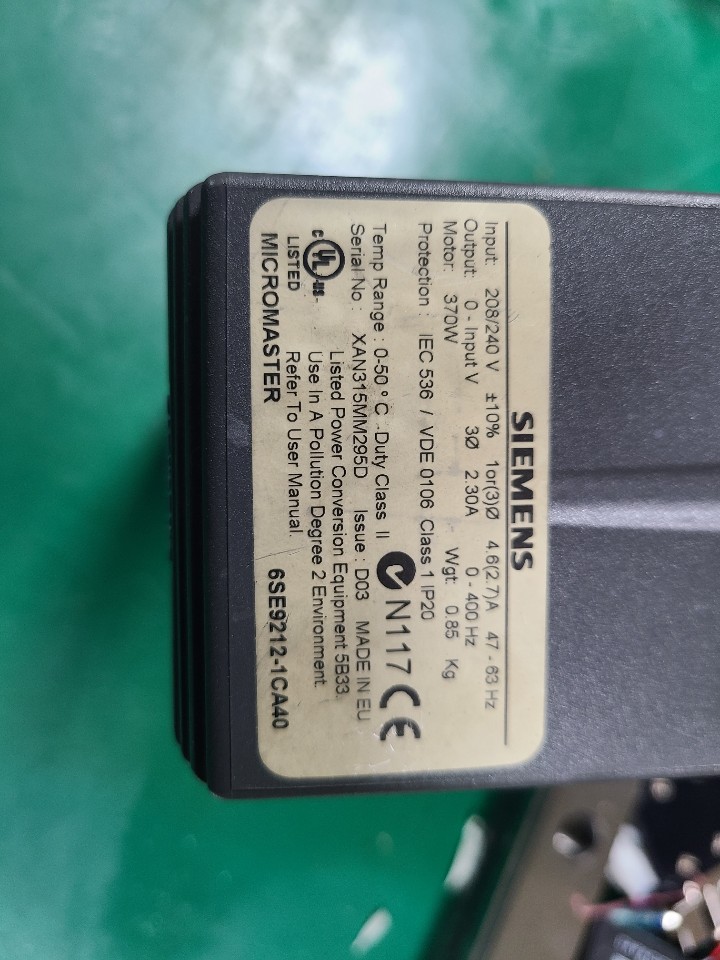 SIEMENS
Input: 208/240 V ±10% 1or(3)Ø 4.6(2.7)A 47 - 63 Hz
Output: 0 - Input V 3Ø 2.30A 0 - 400 Hz
Motor: 370W Wgt: 0.85 Kg
Protection : IEC 536 / VDE 0106 Class 1 IP20
N117 CE
Temp Range : 0-50 ° C -Duty Class II
Serial No : XAN315MM295D Issue : D03 MADE IN EU
c UL us
LISTED
Listed Power Conversion Equipment 5B33.
Use In A Pollution Degree 2 Environment.
Refer To User Manual.
MICROMASTER 6SE9212-1CA40